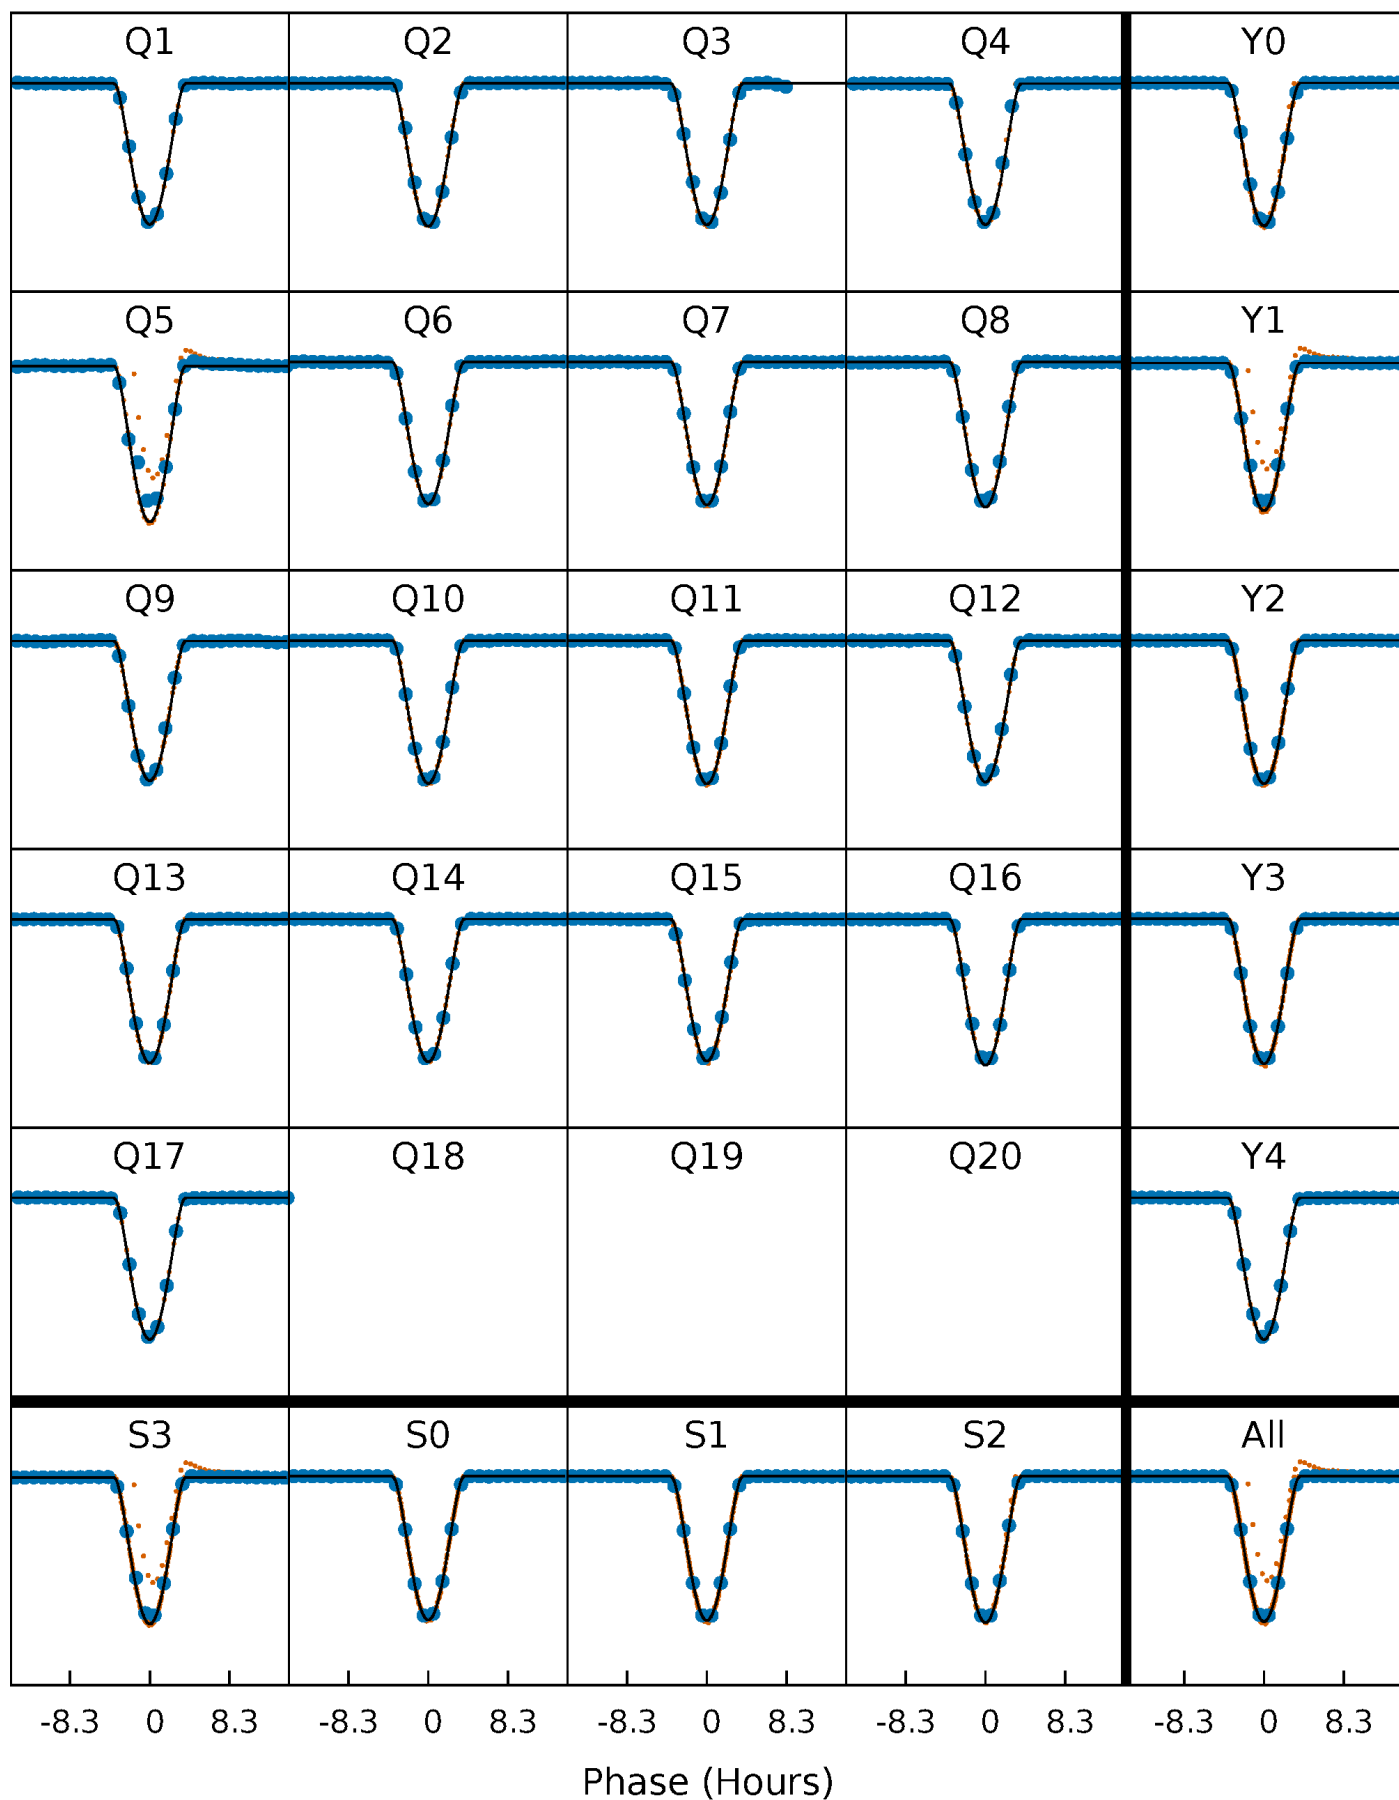 Q1 Q2 Q3 Q4 Y0
Q5 Q6 Q7 Q8 Y1
Q9 Q10 Q11 Q12 Y2
Q13 Q14 Q15 Q16 Y3
Q17 Q18 Q19 Q20 Y4
S3 S0 S1 S2 All
-8.3 0 8.3 -8.3 0 8.3 -8.3 0 8.3 -8.3 0 8.3 -8.3 0 8.3
Phase (Hours)